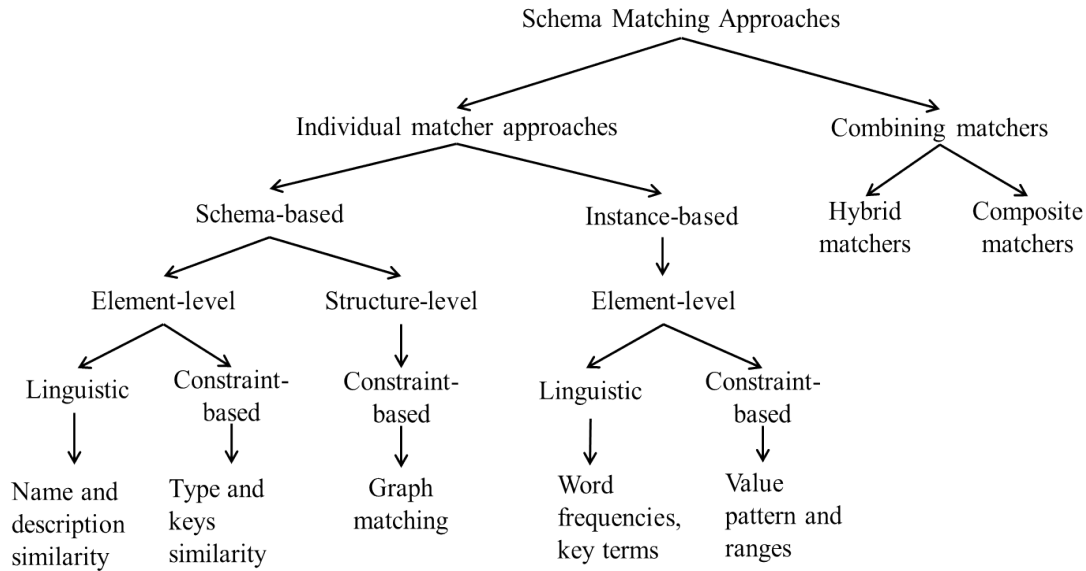 Schema Matching Approaches
Individual matcher approaches
Combining matchers
Schema-based
Instance-based
Hybrid
matchers
Composite
matchers
Element-level
Structure-level
Element-level
Linguistic
Constraint-
based
Constraint-
based
Linguistic
Constraint-
based
Name and
description
similarity
Type and
keys
similarity
Graph
matching
Word
frequencies,
key terms
Value
pattern and
ranges